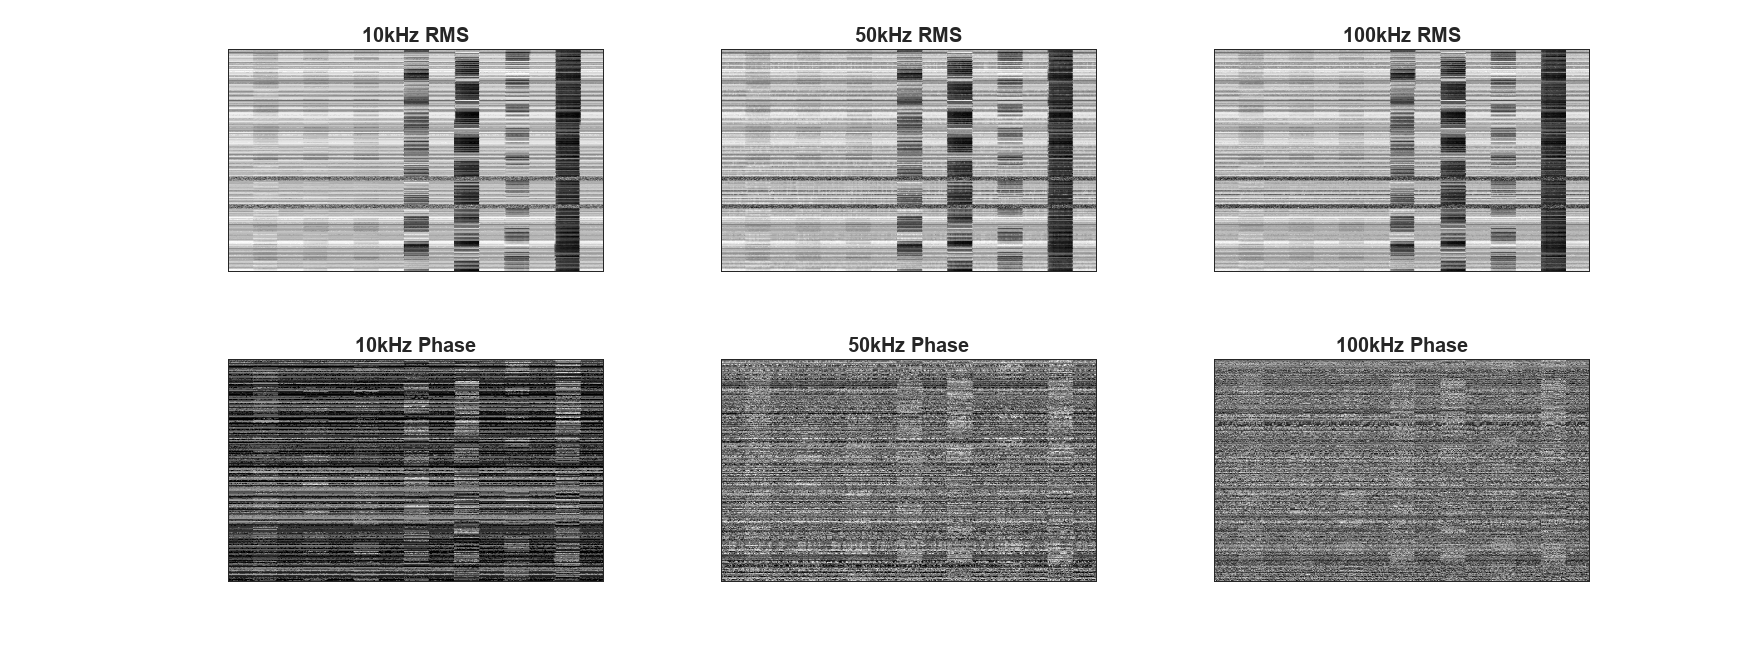 10kHz RMS
50kHz RMS
100kHz RMS
10kHz Phase
50kHz Phase
100kHz Phase